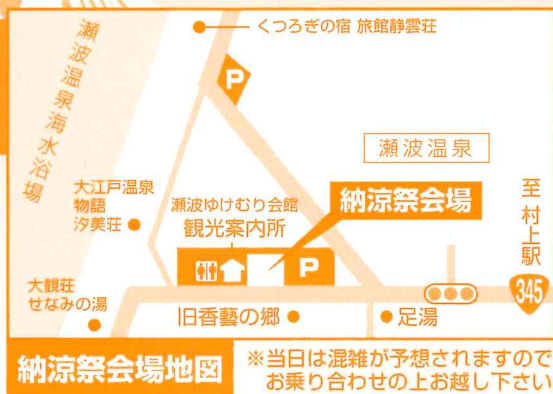 くつろぎの宿 旅館静雲荘
瀬波温泉海水浴場
P
瀬波温泉
大江戸温泉
物語
汐美荘
瀬波ゆけむり会館
観光案内所
納涼祭会場
至 村上駅
P
345
大観荘
せなみの湯
旧香藝の郷
足湯
納涼祭会場地図
※当日は混雑が予想されますので
お乗り合わせの上お越し下さい